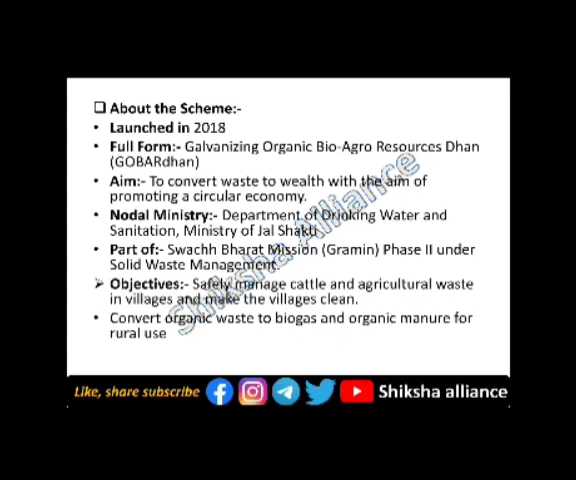 ❑ About the Scheme:-
• Launched in 2018
• Full Form:- Galvanizing Organic Bio-Agro Resources Dhan
(GOBARdhan)
• Aim:- To convert waste to wealth with the aim of
promoting a circular economy.
• Nodal Ministry:- Department of Drinking Water and
Sanitation, Ministry of Jal Shakti
• Part of:- Swachh Bharat Mission (Gramin) Phase II under
Solid Waste Management.
➢ Objectives:- Safely manage cattle and agricultural waste
in villages and make the villages clean.
• Convert organic waste to biogas and organic manure for
rural use
Shiksha Alliance
Like, share subscribe Shiksha alliance